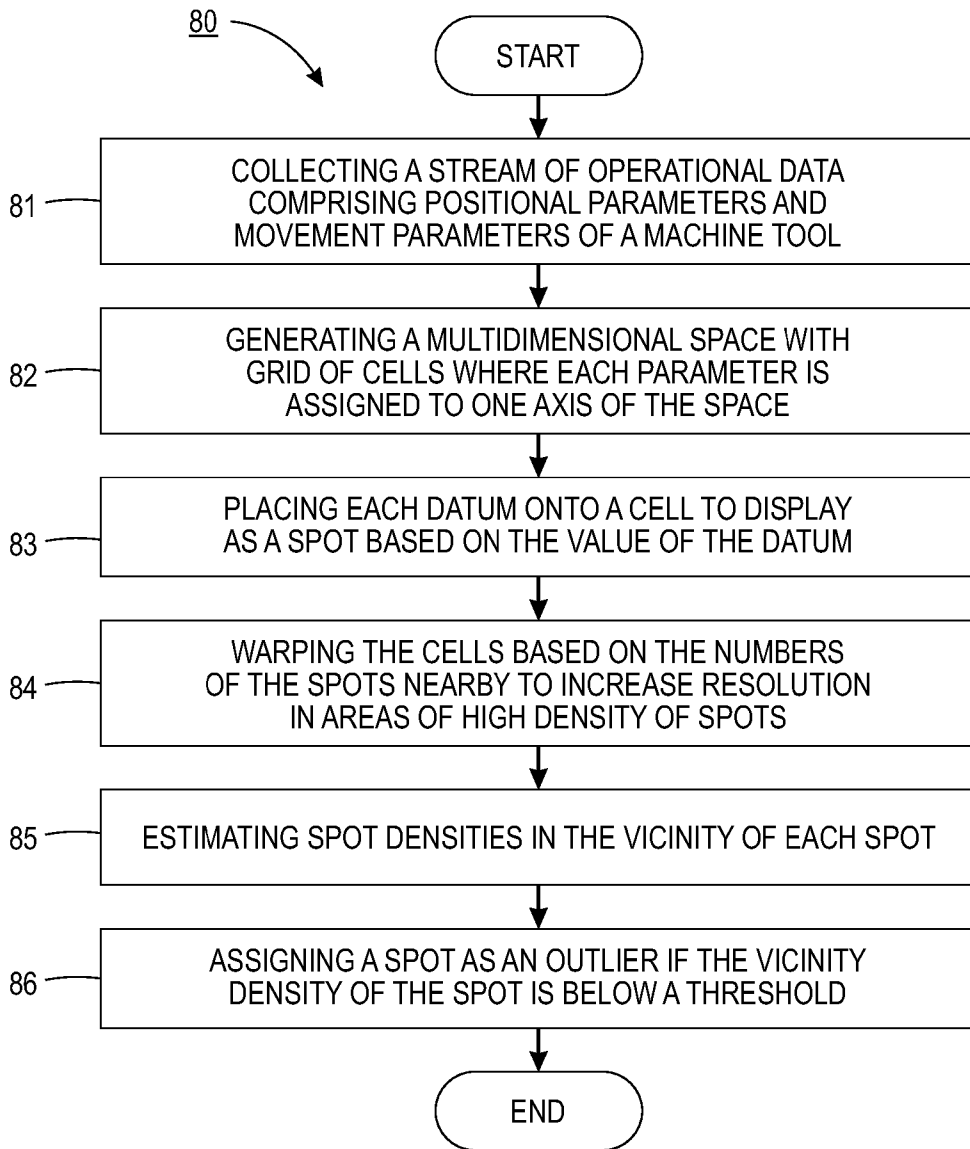 80
START
81
COLLECTING A STREAM OF OPERATIONAL DATA
COMPRISING POSITIONAL PARAMETERS AND
MOVEMENT PARAMETERS OF A MACHINE TOOL
82
GENERATING A MULTIDIMENSIONAL SPACE WITH
GRID OF CELLS WHERE EACH PARAMETER IS
ASSIGNED TO ONE AXIS OF THE SPACE
83
PLACING EACH DATUM ONTO A CELL TO DISPLAY
AS A SPOT BASED ON THE VALUE OF THE DATUM
84
WARPING THE CELLS BASED ON THE NUMBERS
OF THE SPOTS NEARBY TO INCREASE RESOLUTION
IN AREAS OF HIGH DENSITY OF SPOTS
85
ESTIMATING SPOT DENSITIES IN THE VICINITY OF EACH SPOT
86
ASSIGNING A SPOT AS AN OUTLIER IF THE VICINITY
DENSITY OF THE SPOT IS BELOW A THRESHOLD
END